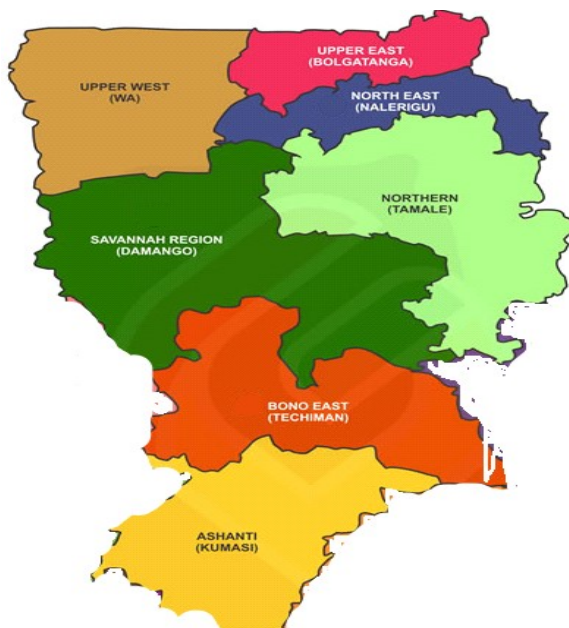 UPPER EAST
(BOLGATANGA)
UPPER WEST
(WA)
NORTH EAST
(NALERIGU)
NORTHERN
(TAMALE)
SAVANNAH REGION
(DAMANGO)
BONO EAST
(TECHIMAN)
ASHANTI
(KUMASI)